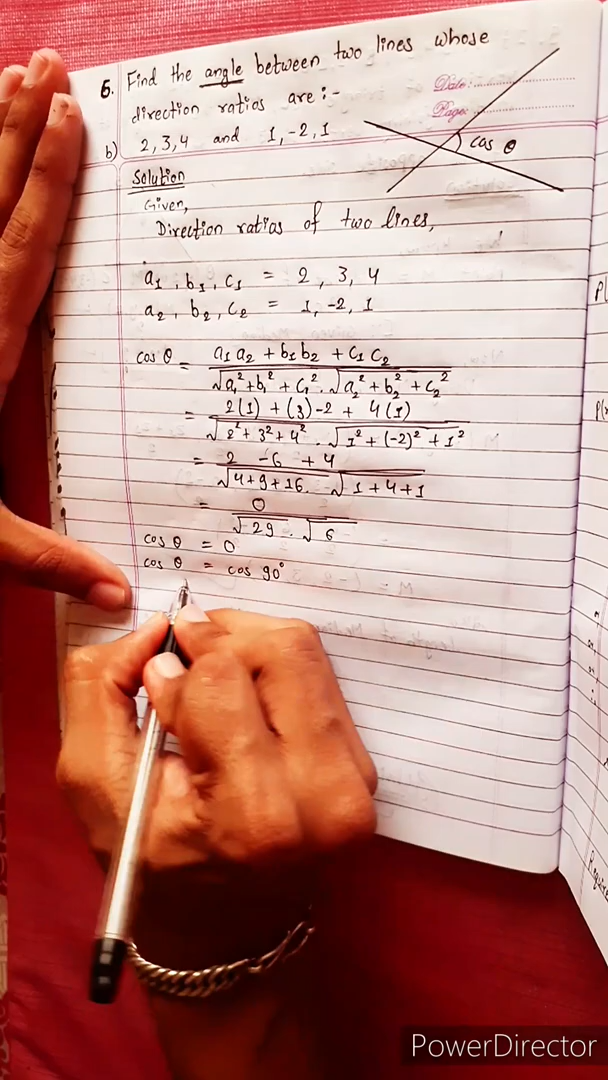 6. Find the angle between two lines whose
direction ratios are :-
b) 2, 3, 4 and 1, -2, 1
Date:
Page:
cos θ
Solution
Given,
Direction ratios of two lines,
a₁, b₁, c₁ = 2, 3, 4
a₂, b₂, c₂ = 1, -2, 1
cos θ = a₁a₂ + b₁b₂ + c₁c₂ / √a₁²+b₁²+c₁² . √a₂²+b₂²+c₂²
= 2(1) + (3)-2 + 4(1) / √2²+3²+4² . √1²+(-2)²+1²
= 2 -6 +4 / √4+9+16 . √1+4+1
= 0 / √29 . √6
cos θ = 0
cos θ = cos 90°
PowerDirector